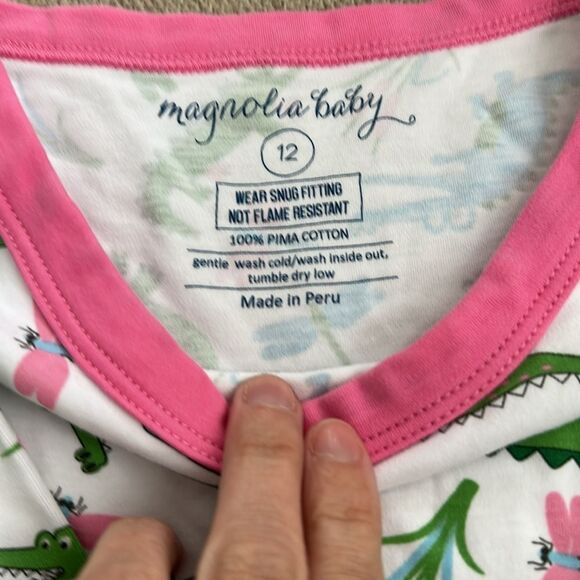 magnolia baby
12
WEAR SNUG FITTING
NOT FLAME RESISTANT
100% PIMA COTTON
gentle wash cold/wash inside out,
tumble dry low
Made in Peru